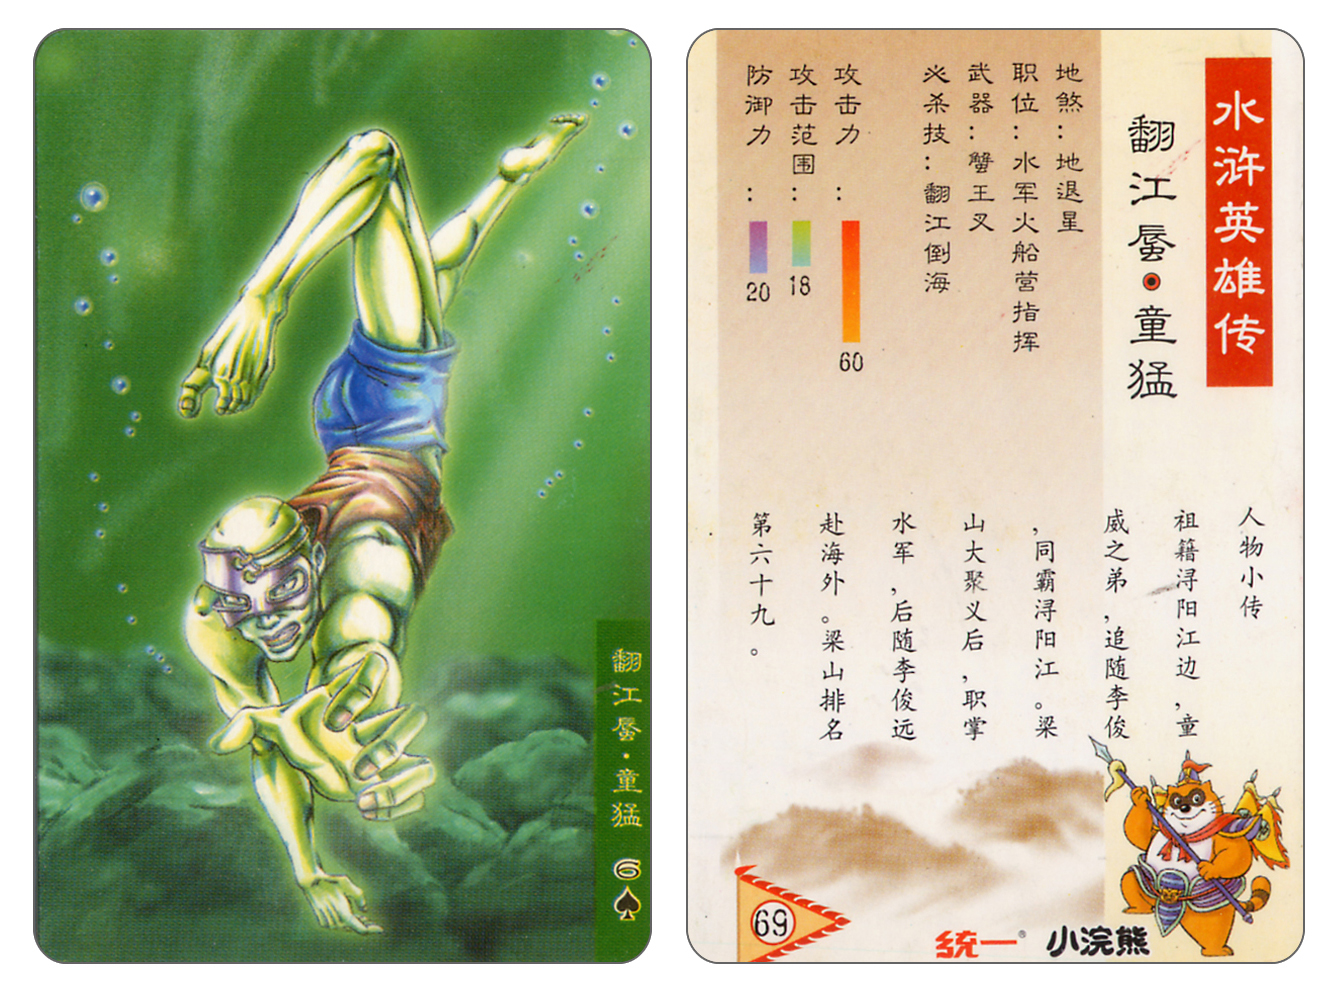 翻江蜃·童猛
6
水浒英雄传
翻江蜃·童猛
地煞：地退星
职位：水军火船营指挥
武器：蟹王叉
必杀技：翻江倒海
攻击力：
60
攻击范围：
18
防御力：
20
人物小传
祖籍浔阳江边，童
威之弟，追随李俊
，同霸浔阳江。梁
山大聚义后，职掌
水军，后随李俊远
赴海外。梁山排名
第六十九。
69
统一® 小浣熊